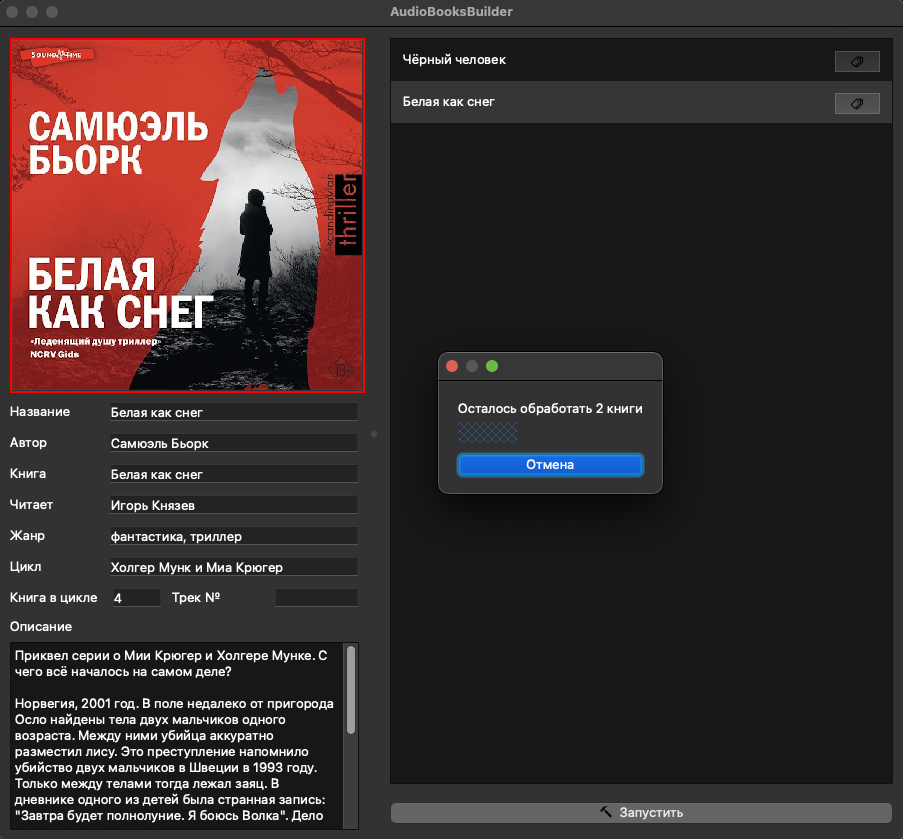 AudioBooksBuilder
SOUNDTIME
САМЮЭЛЬ
БЬОРК
scandinavian
thriller
БЕЛАЯ
КАК СНЕГ
«Леденящий душу триллер»
NCRV Gids
18+
Название
Белая как снег
Автор
Самюэль Бьорк
Книга
Белая как снег
Читает
Игорь Князев
Жанр
фантастика, триллер
Цикл
Холгер Мунк и Миа Крюгер
Книга в цикле 4 Трек №
Описание
Приквел серии о Мии Крюгер и Холгере Мунке. С
чего всё началось на самом деле?
Норвегия, 2001 год. В поле недалеко от пригорода
Осло найдены тела двух мальчиков одного
возраста. Между ними убийца аккуратно
разместил лису. Это преступление напомнило
убийство двух мальчиков в Швеции в 1993 году.
Только между телами тогда лежал заяц. В
дневнике одного из детей была странная запись:
"Завтра будет полнолуние. Я боюсь Волка". Дело
Чёрный человек
Белая как снег
Осталось обработать 2 книги
Отмена
Запустить